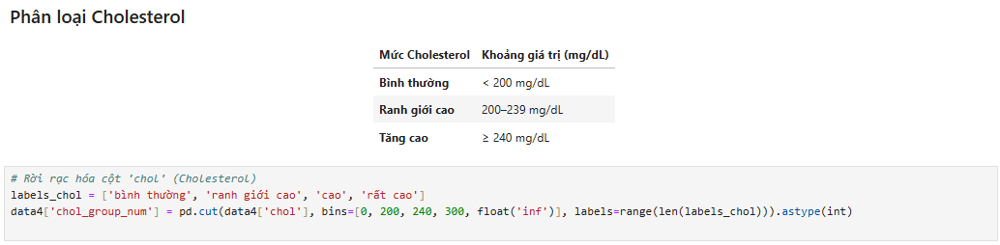 Phân loại Cholesterol
Mức Cholesterol Khoảng giá trị (mg/dL)
Bình thường < 200 mg/dL
Ranh giới cao 200–239 mg/dL
Tăng cao ≥ 240 mg/dL
# Rời rạc hóa cột 'chol' (Cholesterol)
labels_chol = ['bình thường', 'ranh giới cao', 'cao', 'rất cao']
data4['chol_group_num'] = pd.cut(data4['chol'], bins=[0, 200, 240, 300, float('inf')], labels=range(len(labels_chol))).astype(int)